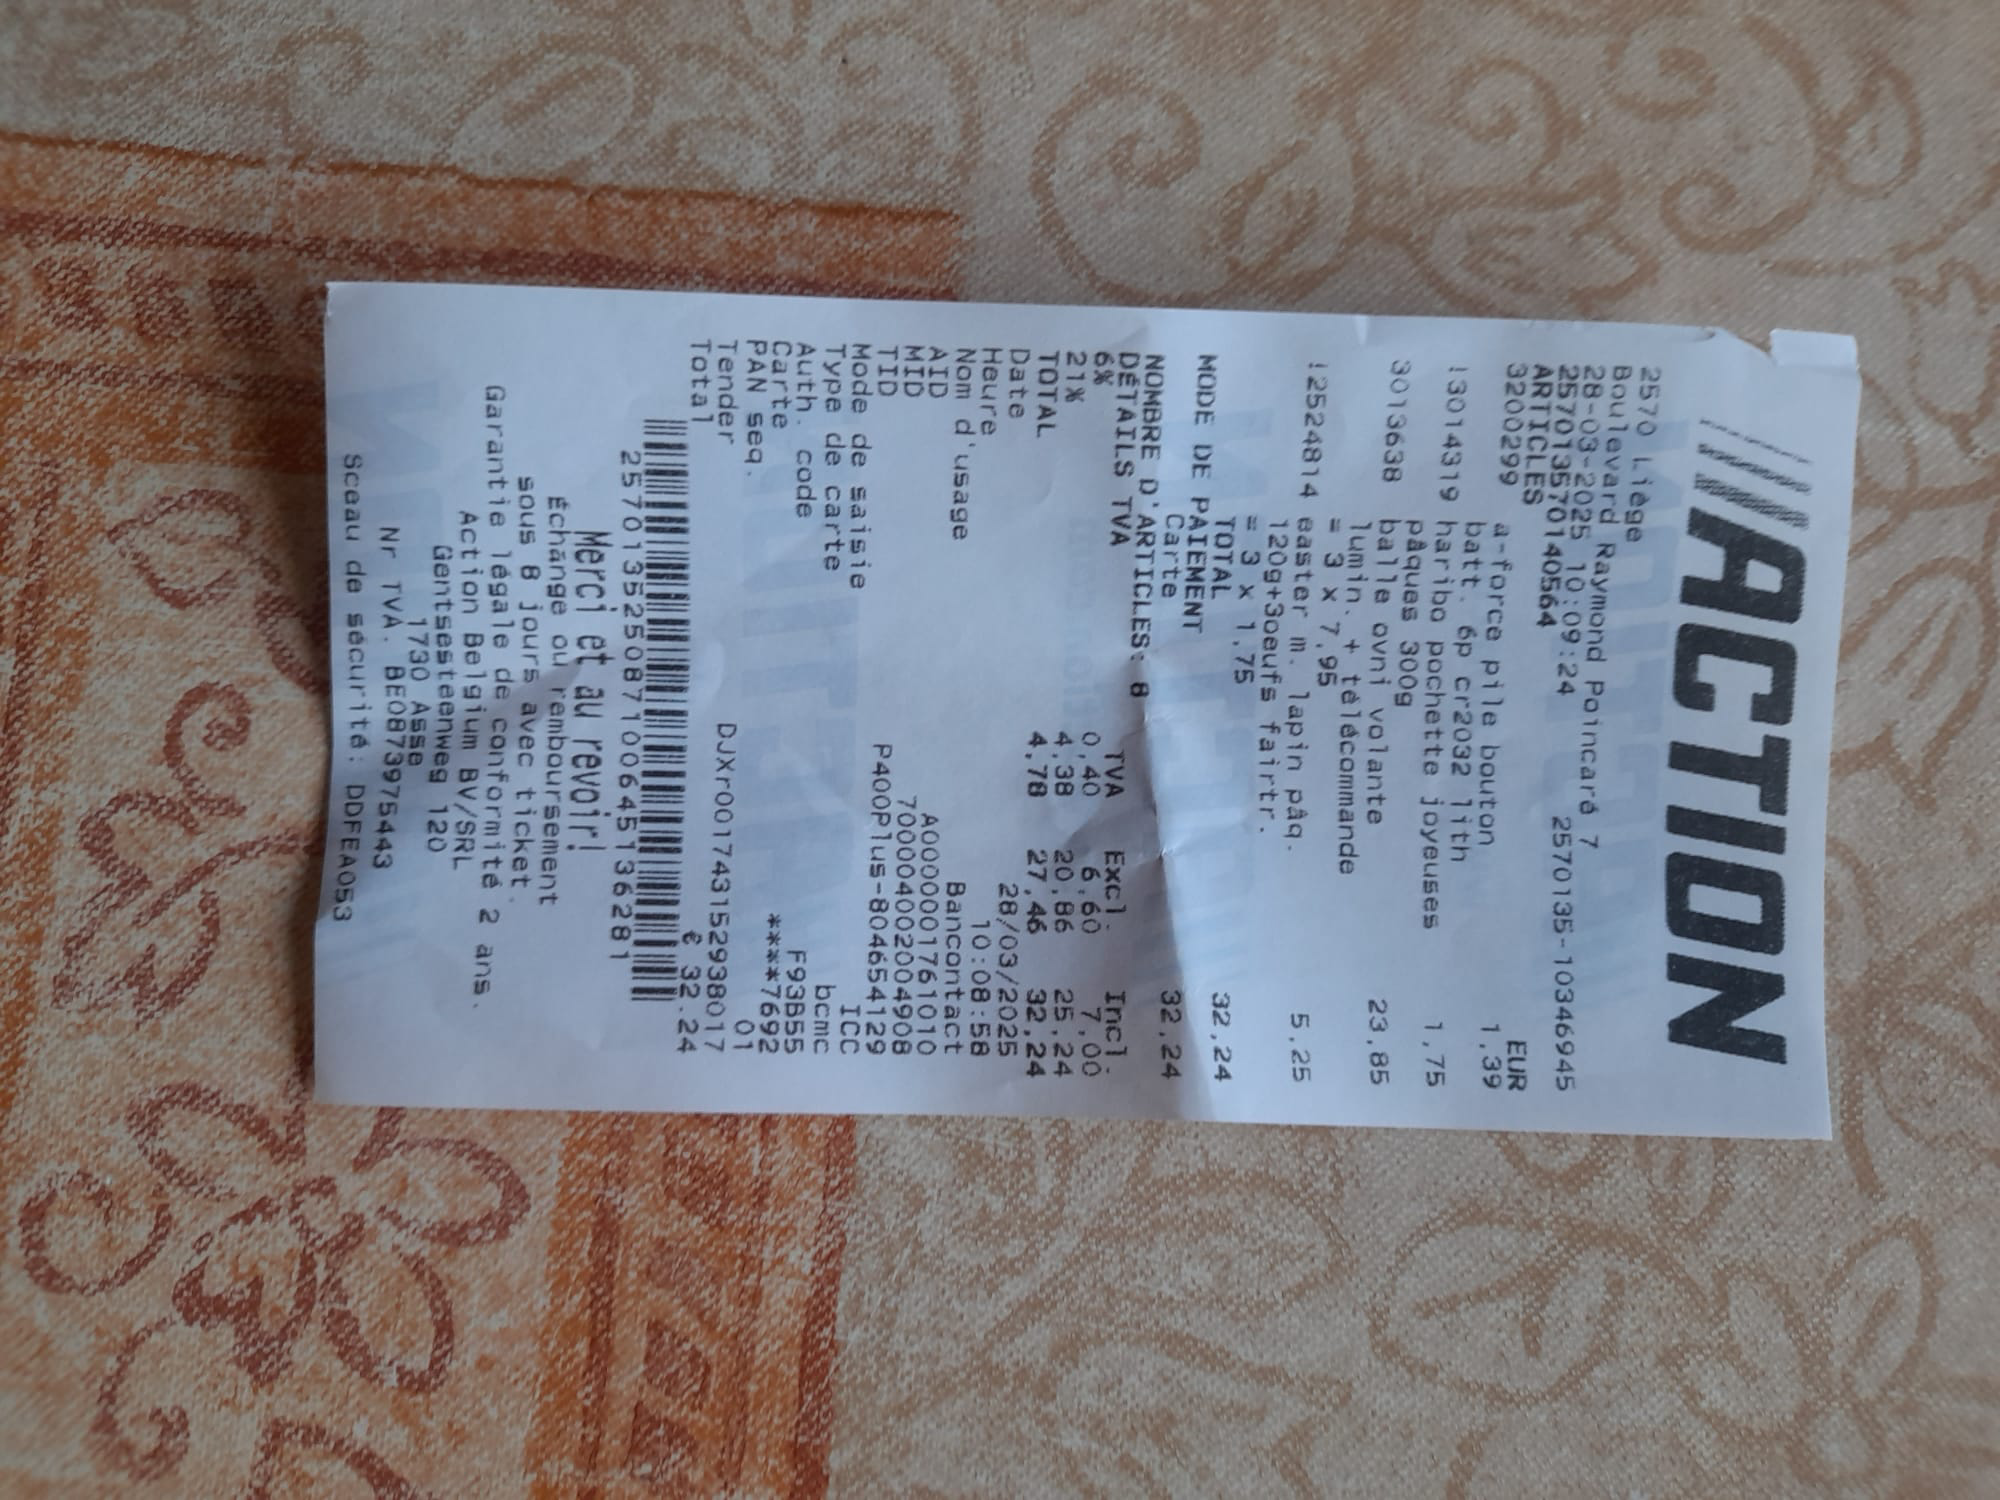 ACTION
2570 Liège
Boulevard Raymond Poincaré 7
28-03-2025 10:09:24 2570135-10346945
257013570140564
ARTICLES EUR
3200299 a-force pile bouton 1,39
batt. 6p cr2032 lith
!3014319 haribo pochette joyeuses 1,75
pâques 300g
3013638 balle ovni volante 23,85
lumin. + télécommande
= 3 x 7,95
!2524814 easter m. lapin pâq. 5,25
120g+3oeufs fairtr.
= 3 x 1,75
TOTAL 32,24
MODE DE PAIEMENT
Carte 32,24
NOMBRE D'ARTICLES: 8
DÉTAILS TVA TVA Excl. Incl.
6% 0,40 6,60 7,00
21% 4,38 20,86 25,24
TOTAL 4,78 27,46 32,24
Date 28/03/2025
Heure 10:08:58
Nom d'usage Bancontact
AID A0000001761010
MID 700004002004908
TID P400Plus-804654129
Mode de saisie ICC
Type de carte bcmc
Auth. code F93B55
Carte ****7692
PAN seq. 01
Tender DJXr001743152938017
Total € 32.24
257013525087100645136281
Merci et au revoir!
Échange ou remboursement
sous 8 jours avec ticket.
Garantie légale de conformité 2 ans.
Action Belgium BV/SRL
Gentsesteenweg 120
1730 Asse
Nr TVA. BE0873975443
Sceau de sécurité: DDFEA053